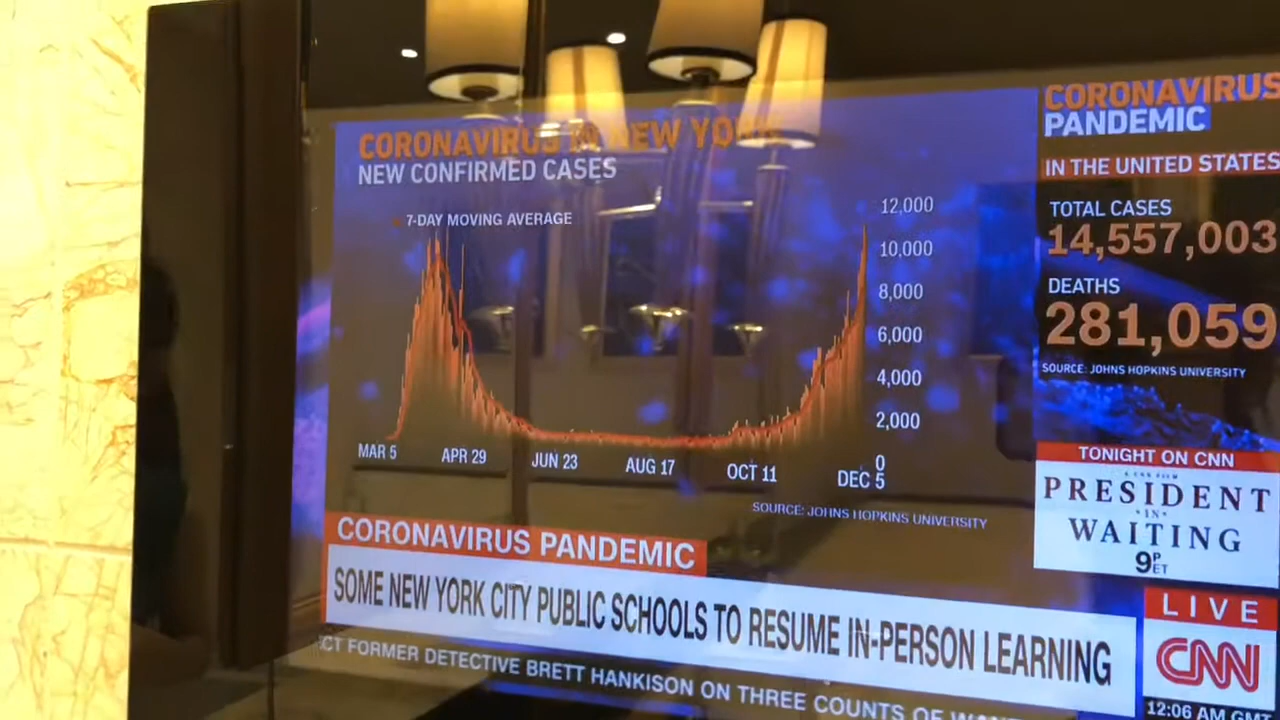 CORONAVIRUS IN NEW YORK
NEW CONFIRMED CASES
7-DAY MOVING AVERAGE
12,000
10,000
8,000
6,000
4,000
2,000
0
MAR 5
APR 29
JUN 23
AUG 17
OCT 11
DEC 5
SOURCE: JOHNS HOPKINS UNIVERSITY
CORONAVIRUS
PANDEMIC
IN THE UNITED STATES
TOTAL CASES
14,557,003
DEATHS
281,059
SOURCE: JOHNS HOPKINS UNIVERSITY
TONIGHT ON CNN
A CNN FILM
PRESIDENT
IN
WAITING
9P ET
CORONAVIRUS PANDEMIC
SOME NEW YORK CITY PUBLIC SCHOOLS TO RESUME IN-PERSON LEARNING
CT FORMER DETECTIVE BRETT HANKISON ON THREE COUNTS OF
LIVE
CNN
12:06 AM GMT